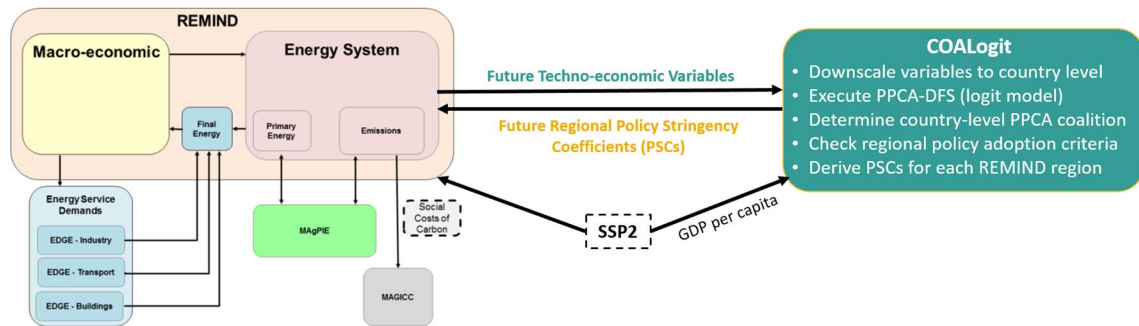 REMIND
Macro-economic
Energy System
Final
Energy
Primary
Energy
Emissions
Energy Service
Demands
EDGE - Industry
EDGE - Transport
EDGE - Buildings
MAgPIE
Social
Costs of
Carbon
MAGICC
Future Techno-economic Variables
Future Regional Policy Stringency
Coefficients (PSCs)
SSP2
GDP per capita
COALogit
• Downscale variables to country level
• Execute PPCA-DFS (logit model)
• Determine country-level PPCA coalition
• Check regional policy adoption criteria
• Derive PSCs for each REMIND region